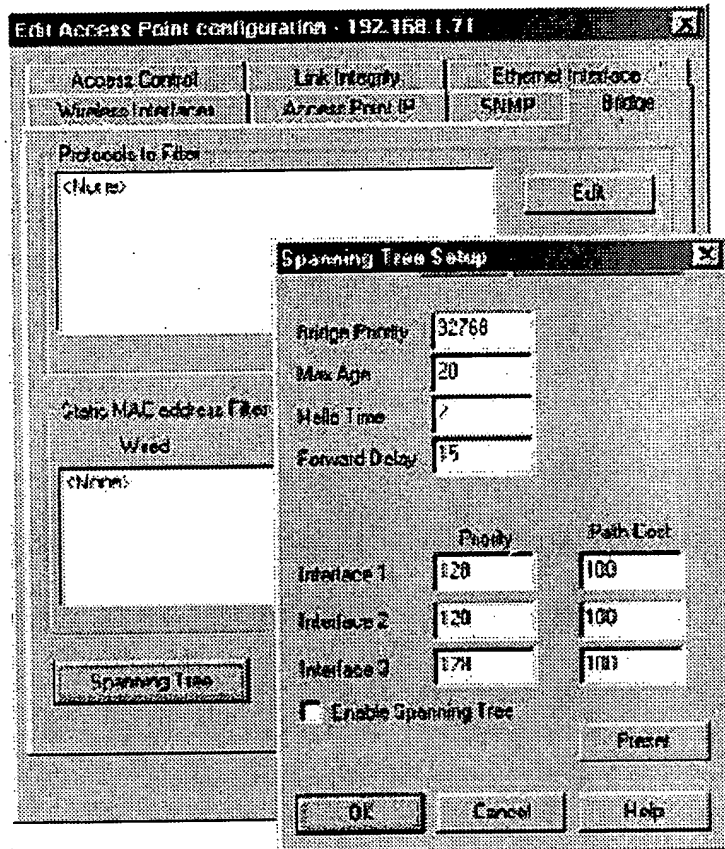 Edit Access Point configuration - 192.168.1.71
Access Control Link Integrity Ethernet Interface
Wireless Interfaces Access Point IP SNMP Bridge
Protocols to Filter
<None>
Edit
Static MAC address Filter
Wired
<None>
Spanning Tree
Spanning Tree Setup
Bridge Priority 32768
Max Age 20
Hello Time 2
Forward Delay 15
Priority Path Cost
Interface 1 128 100
Interface 2 128 100
Interface 3 128 100
Enable Spanning Tree
Preset
OK Cancel Help